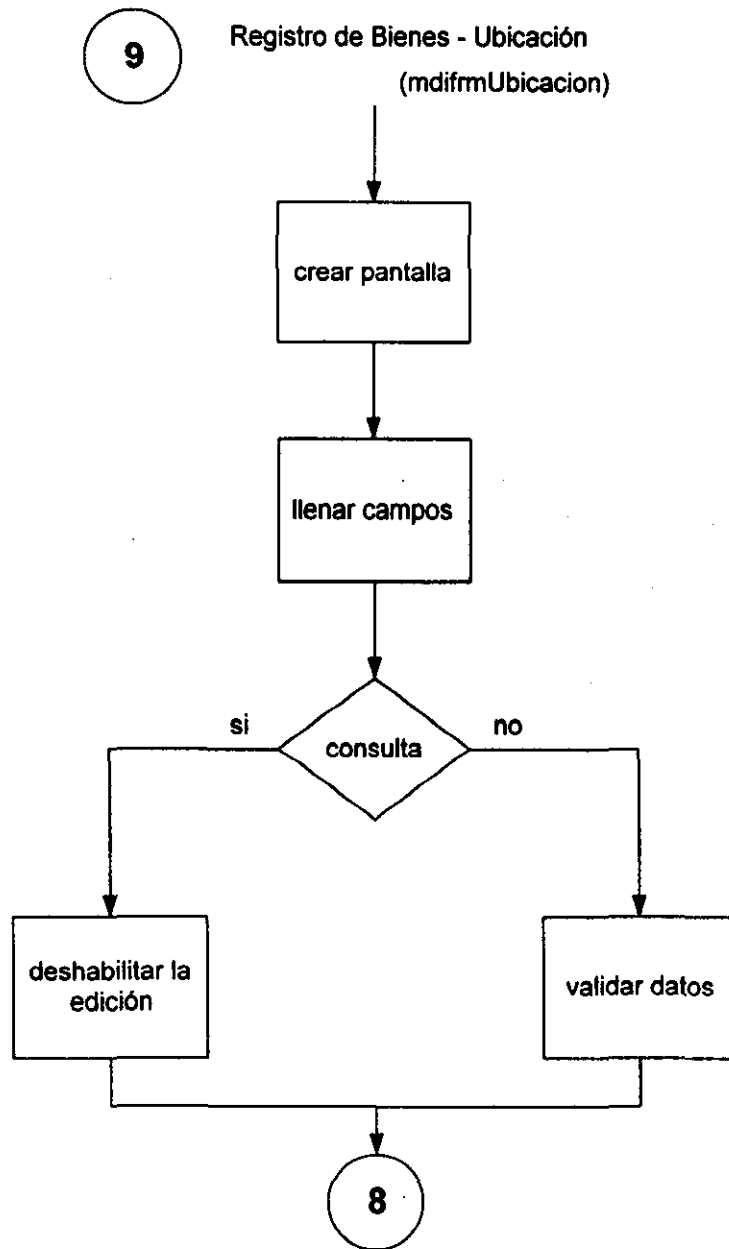 9
Registro de Bienes - Ubicación
(mdifrmUbicacion)
crear pantalla
llenar campos
si
consulta
no
deshabilitar la
edición
validar datos
8